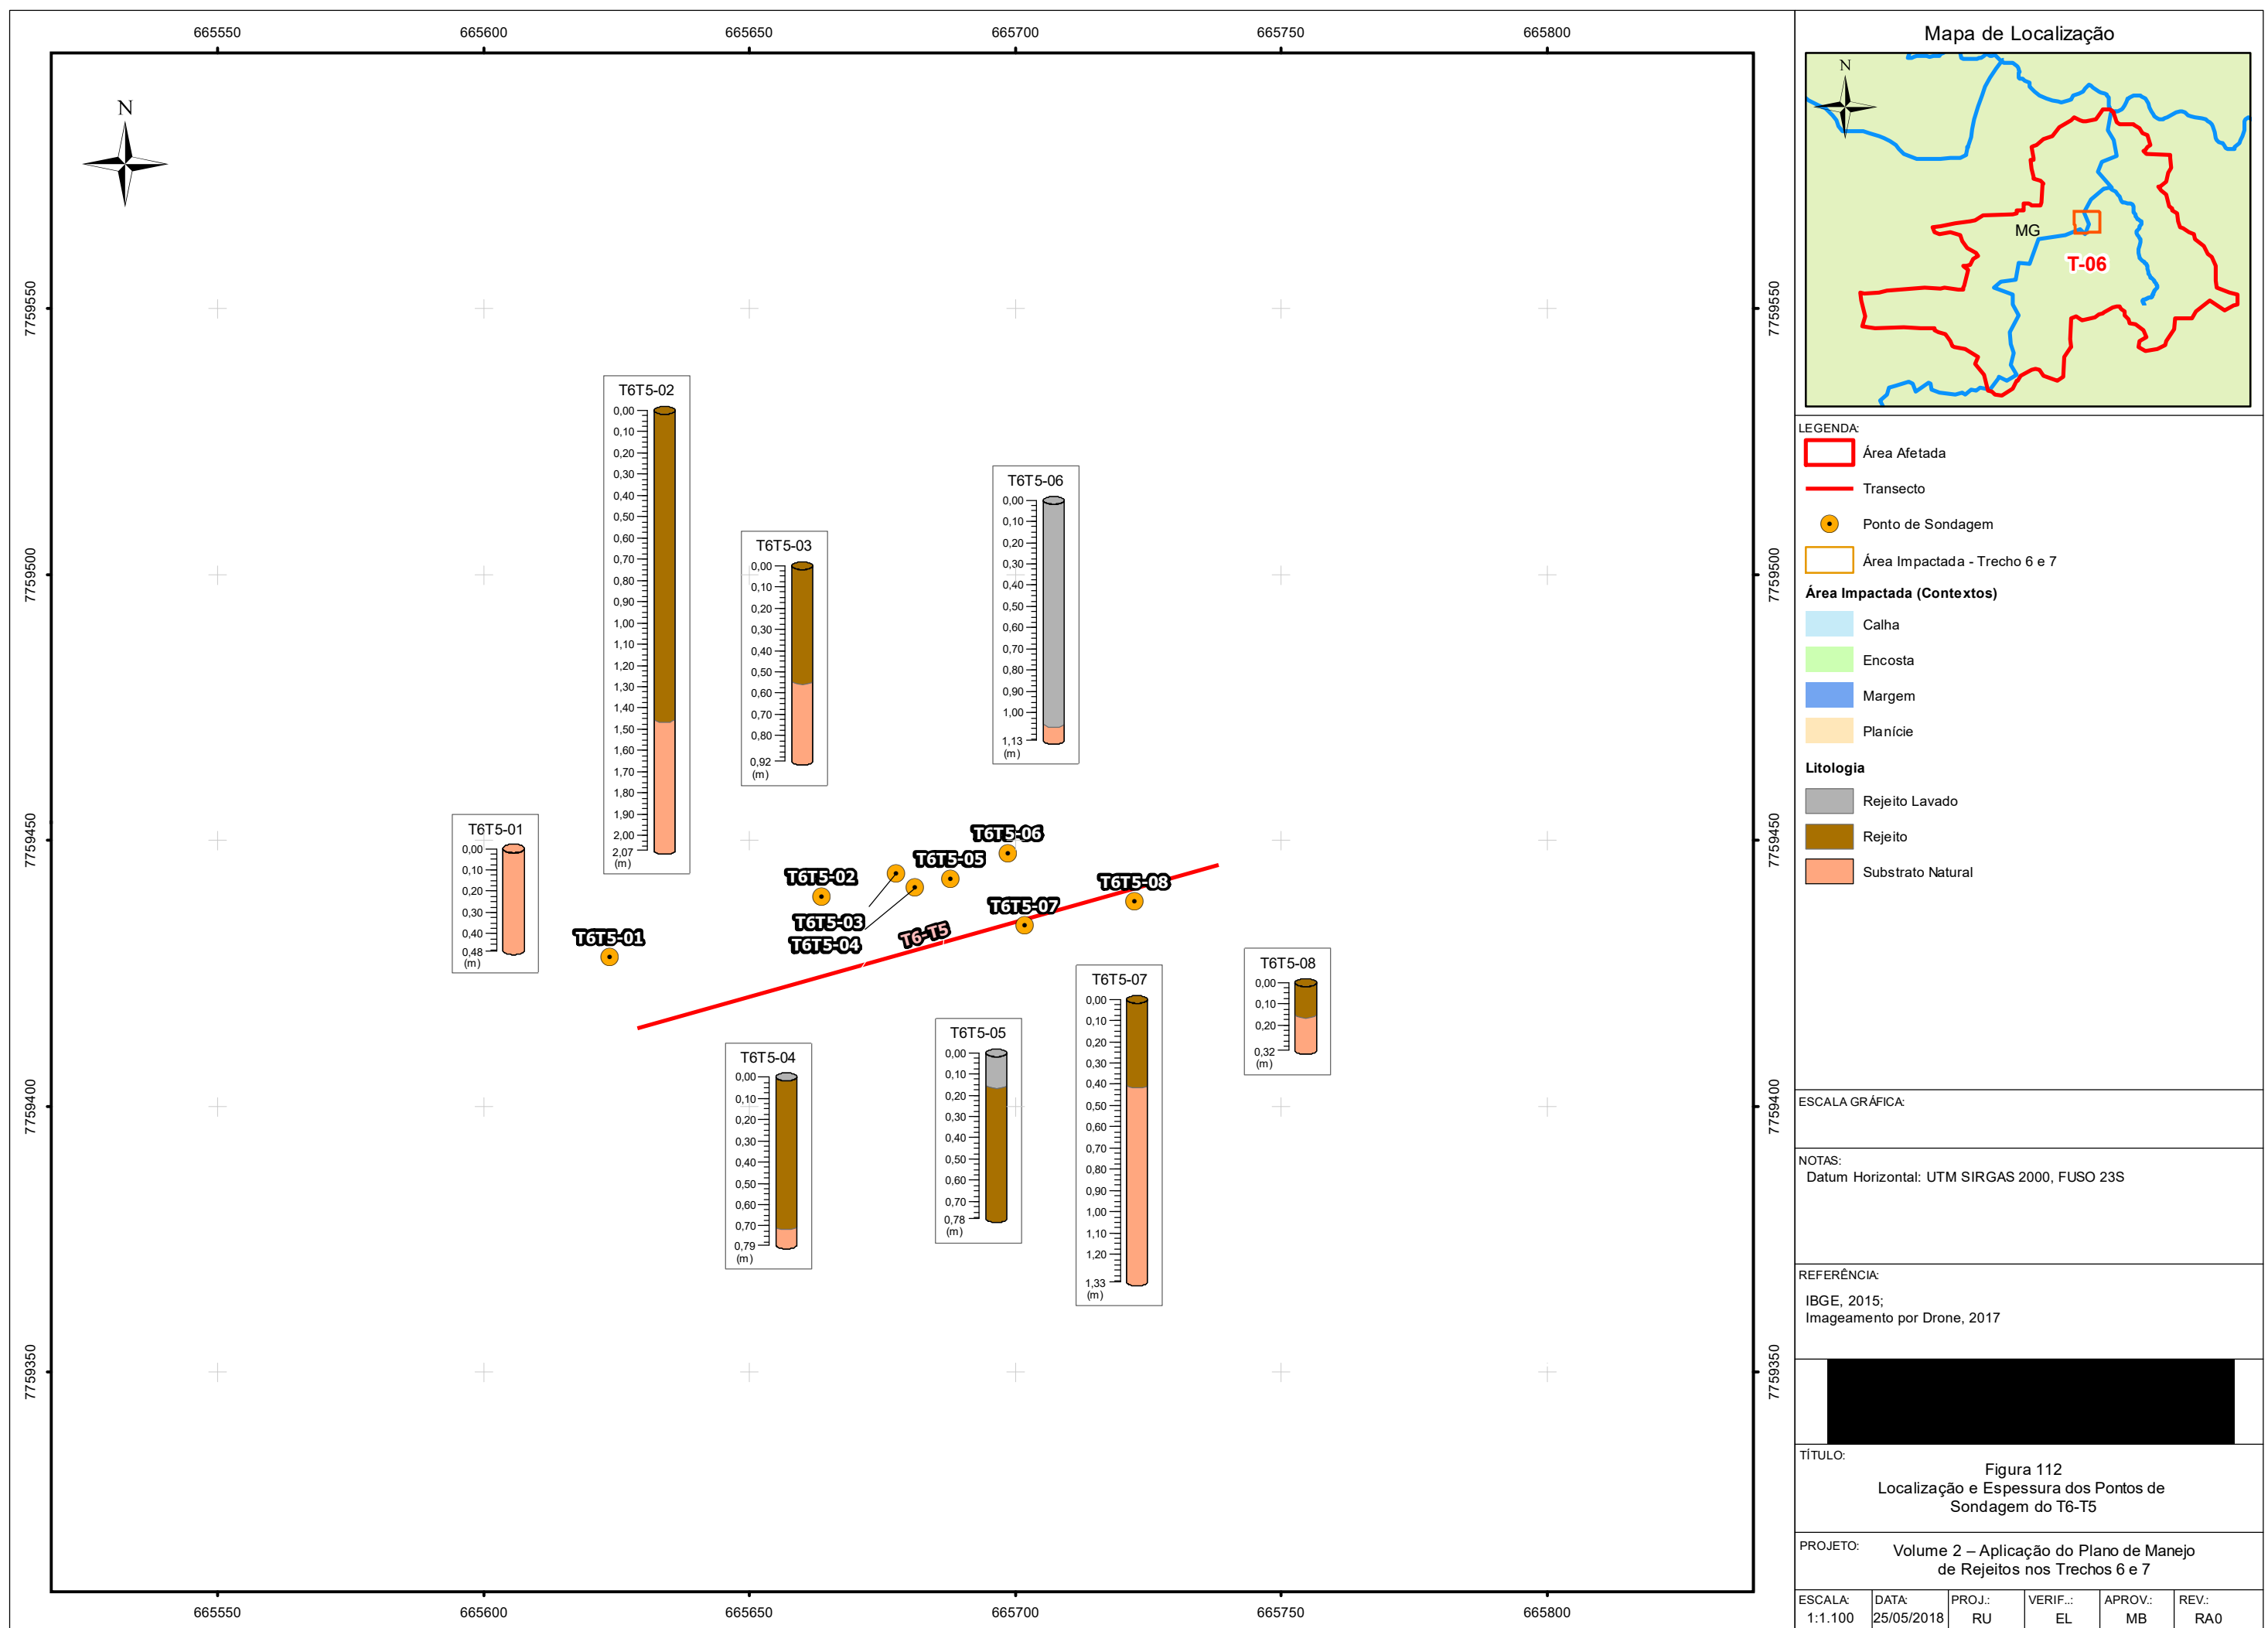 665550 665600 665650 665700 665750 665800
7759550
7759500
7759450
7759400
7759350
N
T6T5-02
0,00
0,10
0,20
0,30
0,40
0,50
0,60
0,70
0,80
0,90
1,00
1,10
1,20
1,30
1,40
1,50
1,60
1,70
1,80
1,90
2,00
2,07
(m)
T6T5-06
0,00
0,10
0,20
0,30
0,40
0,50
0,60
0,70
0,80
0,90
1,00
1,13
(m)
T6T5-03
0,00
0,10
0,20
0,30
0,40
0,50
0,60
0,70
0,80
0,92
(m)
T6T5-01
0,00
0,10
0,20
0,30
0,40
0,48
(m)
T6T5-06
T6T5-05
T6T5-02
T6T5-08
T6T5-07
T6T5-03
T6T5-04
T6-T5
T6T5-01
T6T5-08
0,00
0,10
0,20
0,32
(m)
T6T5-07
0,00
0,10
0,20
0,30
0,40
0,50
0,60
0,70
0,80
0,90
1,00
1,10
1,20
1,33
(m)
T6T5-05
0,00
0,10
0,20
0,30
0,40
0,50
0,60
0,70
0,78
(m)
T6T5-04
0,00
0,10
0,20
0,30
0,40
0,50
0,60
0,70
0,79
(m)
7759550
7759500
7759450
7759400
7759350
665550 665600 665650 665700 665750 665800
Mapa de Localização
N
MG
T-06
LEGENDA:
Área Afetada
Transecto
Ponto de Sondagem
Área Impactada - Trecho 6 e 7
Área Impactada (Contextos)
Calha
Encosta
Margem
Planície
Litologia
Rejeito Lavado
Rejeito
Substrato Natural
ESCALA GRÁFICA:
NOTAS:
Datum Horizontal: UTM SIRGAS 2000, FUSO 23S
REFERÊNCIA:
IBGE, 2015;
Imageamento por Drone, 2017
TÍTULO:
Figura 112
Localização e Espessura dos Pontos de
Sondagem do T6-T5
PROJETO:
Volume 2 – Aplicação do Plano de Manejo
de Rejeitos nos Trechos 6 e 7
ESCALA: DATA: PROJ.: VERIF..: APROV.: REV.:
1:1.100 25/05/2018 RU EL MB RA0